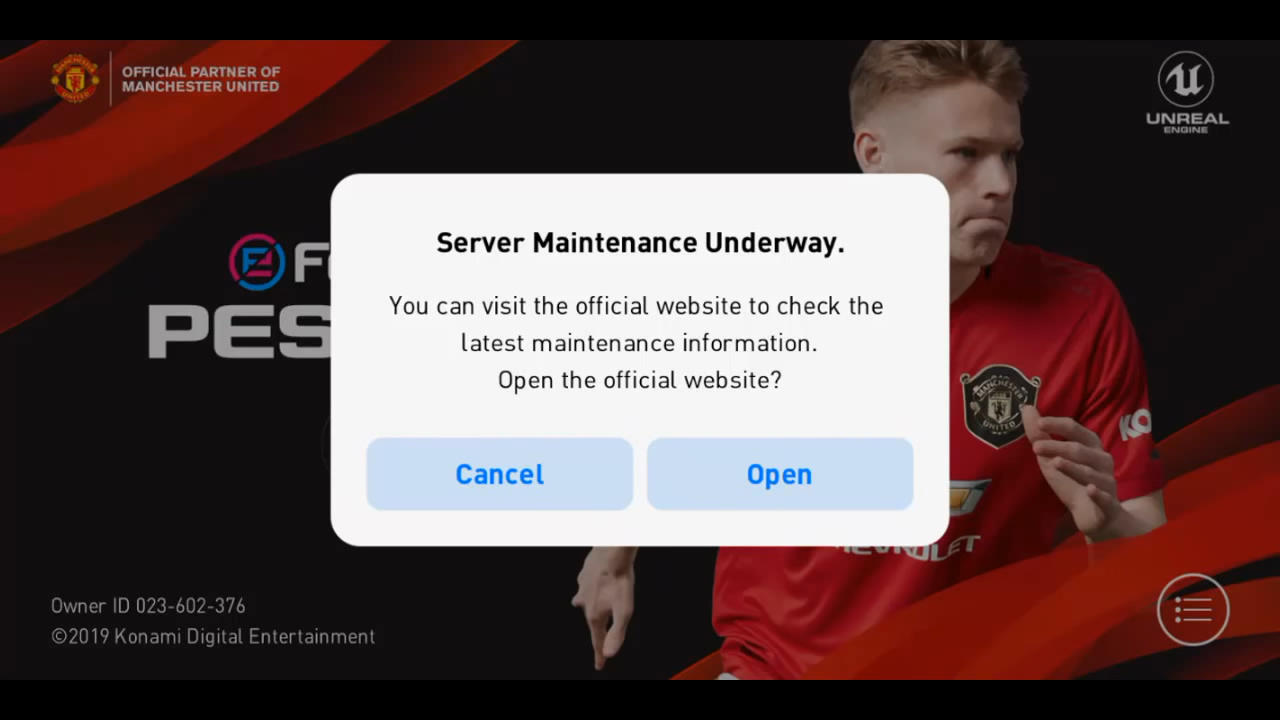 OFFICIAL PARTNER OF
MANCHESTER UNITED
UNREAL
ENGINE
Server Maintenance Underway.
You can visit the official website to check the
latest maintenance information.
Open the official website?
Cancel
Open
PES
MANCHESTER
UNITED
Owner ID 023-602-376
©2019 Konami Digital Entertainment